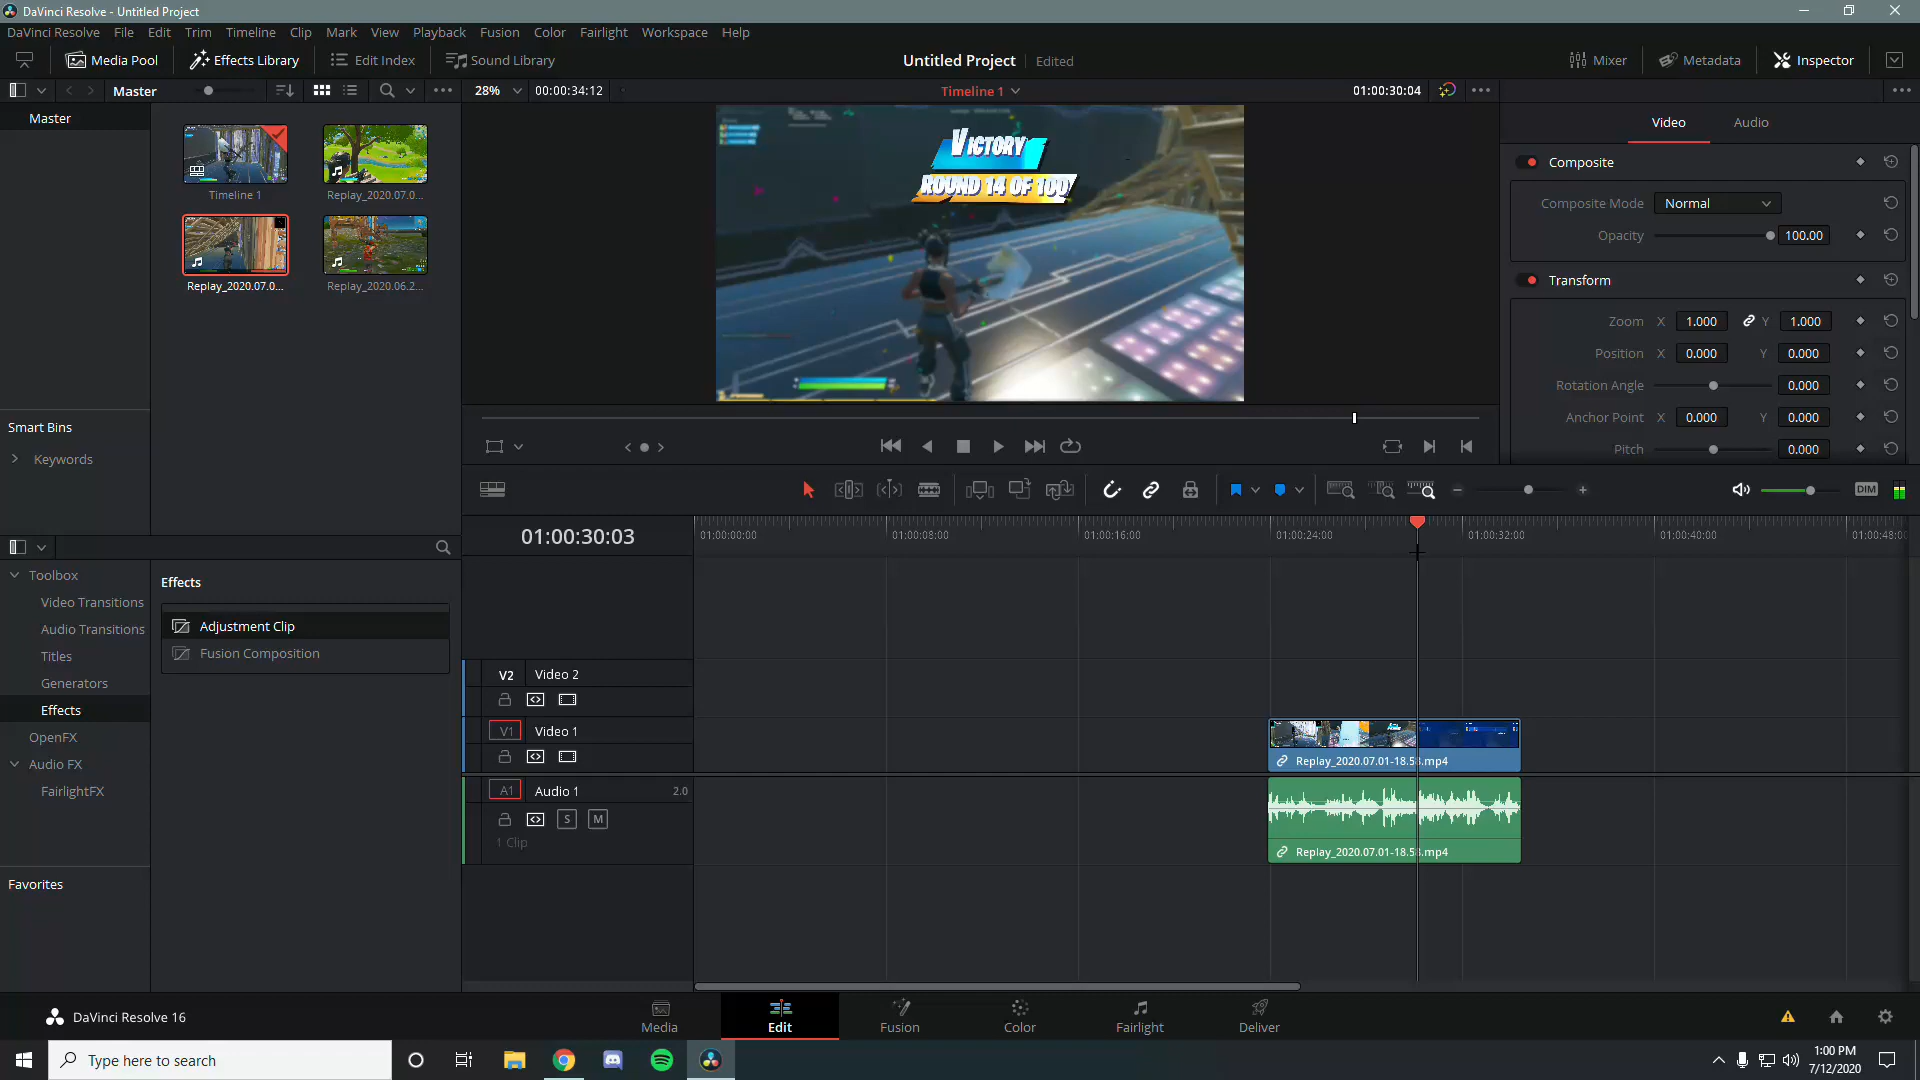 DaVinci Resolve - Untitled Project
DaVinci Resolve File Edit Trim Timeline Clip Mark View Playback Fusion Color Fairlight Workspace Help
Media Pool Effects Library Edit Index Sound Library Untitled Project Edited Mixer Metadata Inspector
Master 28% 00:00:34:12 Timeline 1 01:00:30:04
Master
Timeline 1 Replay_2020.07.0...
Replay_2020.07.0... Replay_2020.06.2...
VICTORY
ROUND 14 OF 100
Video Audio
Composite
Composite Mode Normal
Opacity 100.00
Transform
Zoom X 1.000 Y 1.000
Position X 0.000 Y 0.000
Rotation Angle 0.000
Anchor Point X 0.000 Y 0.000
Pitch 0.000
Smart Bins
Keywords
DIM
01:00:30:03 01:00:00:00 01:00:08:00 01:00:16:00 01:00:24:00 01:00:32:00 01:00:40:00 01:00:48:00
Toolbox
Video Transitions
Audio Transitions
Titles
Generators
Effects
OpenFX
Audio FX
FairlightFX
Favorites
Effects
Adjustment Clip
Fusion Composition
V2 Video 2
V1 Video 1
Replay_2020.07.01-18.58.mp4
A1 Audio 1 2.0
S M
1 Clip
Replay_2020.07.01-18.58.mp4
DaVinci Resolve 16
Media Edit Fusion Color Fairlight Deliver
Type here to search
1:00 PM
7/12/2020